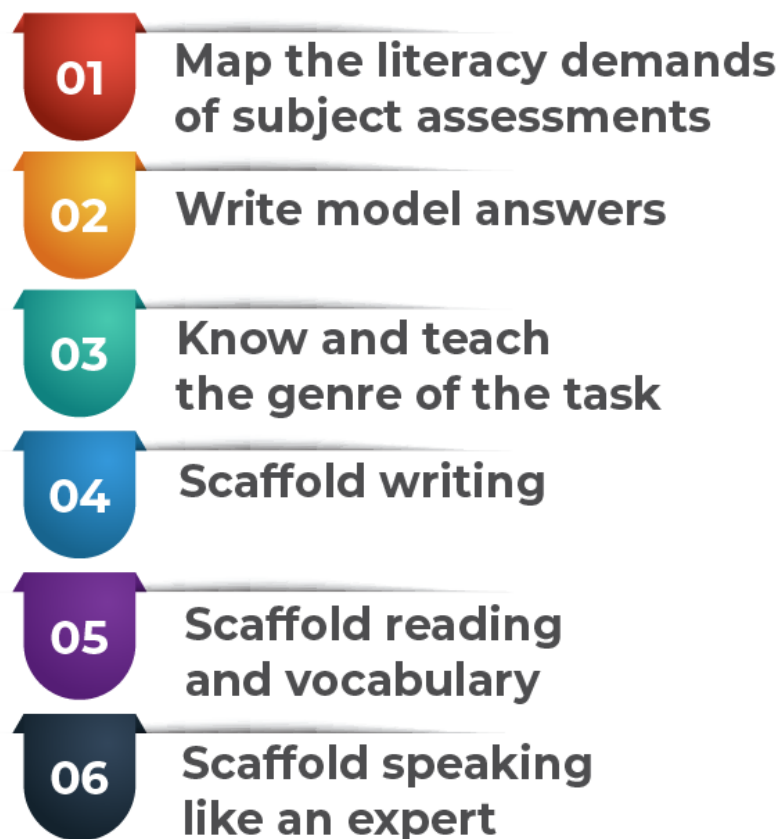 01
Map the literacy demands
of subject assessments
02
Write model answers
03
Know and teach
the genre of the task
04
Scaffold writing
05
Scaffold reading
and vocabulary
06
Scaffold speaking
like an expert